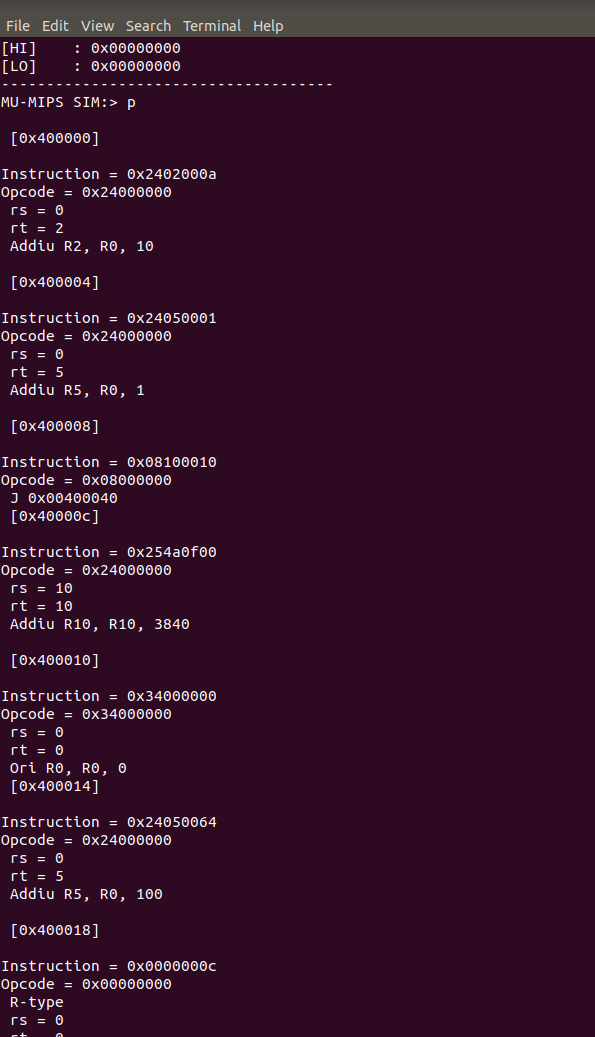 File Edit View Search Terminal Help
[HI]    : 0x00000000
[LO]    : 0x00000000
-------------------------------------
MU-MIPS SIM:> p
[0x400000]
Instruction = 0x2402000a
Opcode = 0x24000000
rs = 0
rt = 2
Addiu R2, R0, 10
[0x400004]
Instruction = 0x24050001
Opcode = 0x24000000
rs = 0
rt = 5
Addiu R5, R0, 1
[0x400008]
Instruction = 0x08100010
Opcode = 0x08000000
J 0x00400040
[0x40000c]
Instruction = 0x254a0f00
Opcode = 0x24000000
rs = 10
rt = 10
Addiu R10, R10, 3840
[0x400010]
Instruction = 0x34000000
Opcode = 0x34000000
rs = 0
rt = 0
Ori R0, R0, 0
[0x400014]
Instruction = 0x24050064
Opcode = 0x24000000
rs = 0
rt = 5
Addiu R5, R0, 100
[0x400018]
Instruction = 0x0000000c
Opcode = 0x00000000
R-type
rs = 0